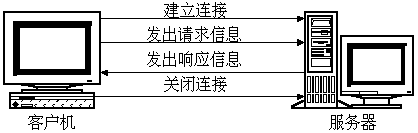 建立连接
发出请求信息
发出响应信息
关闭连接
客户机
服务器